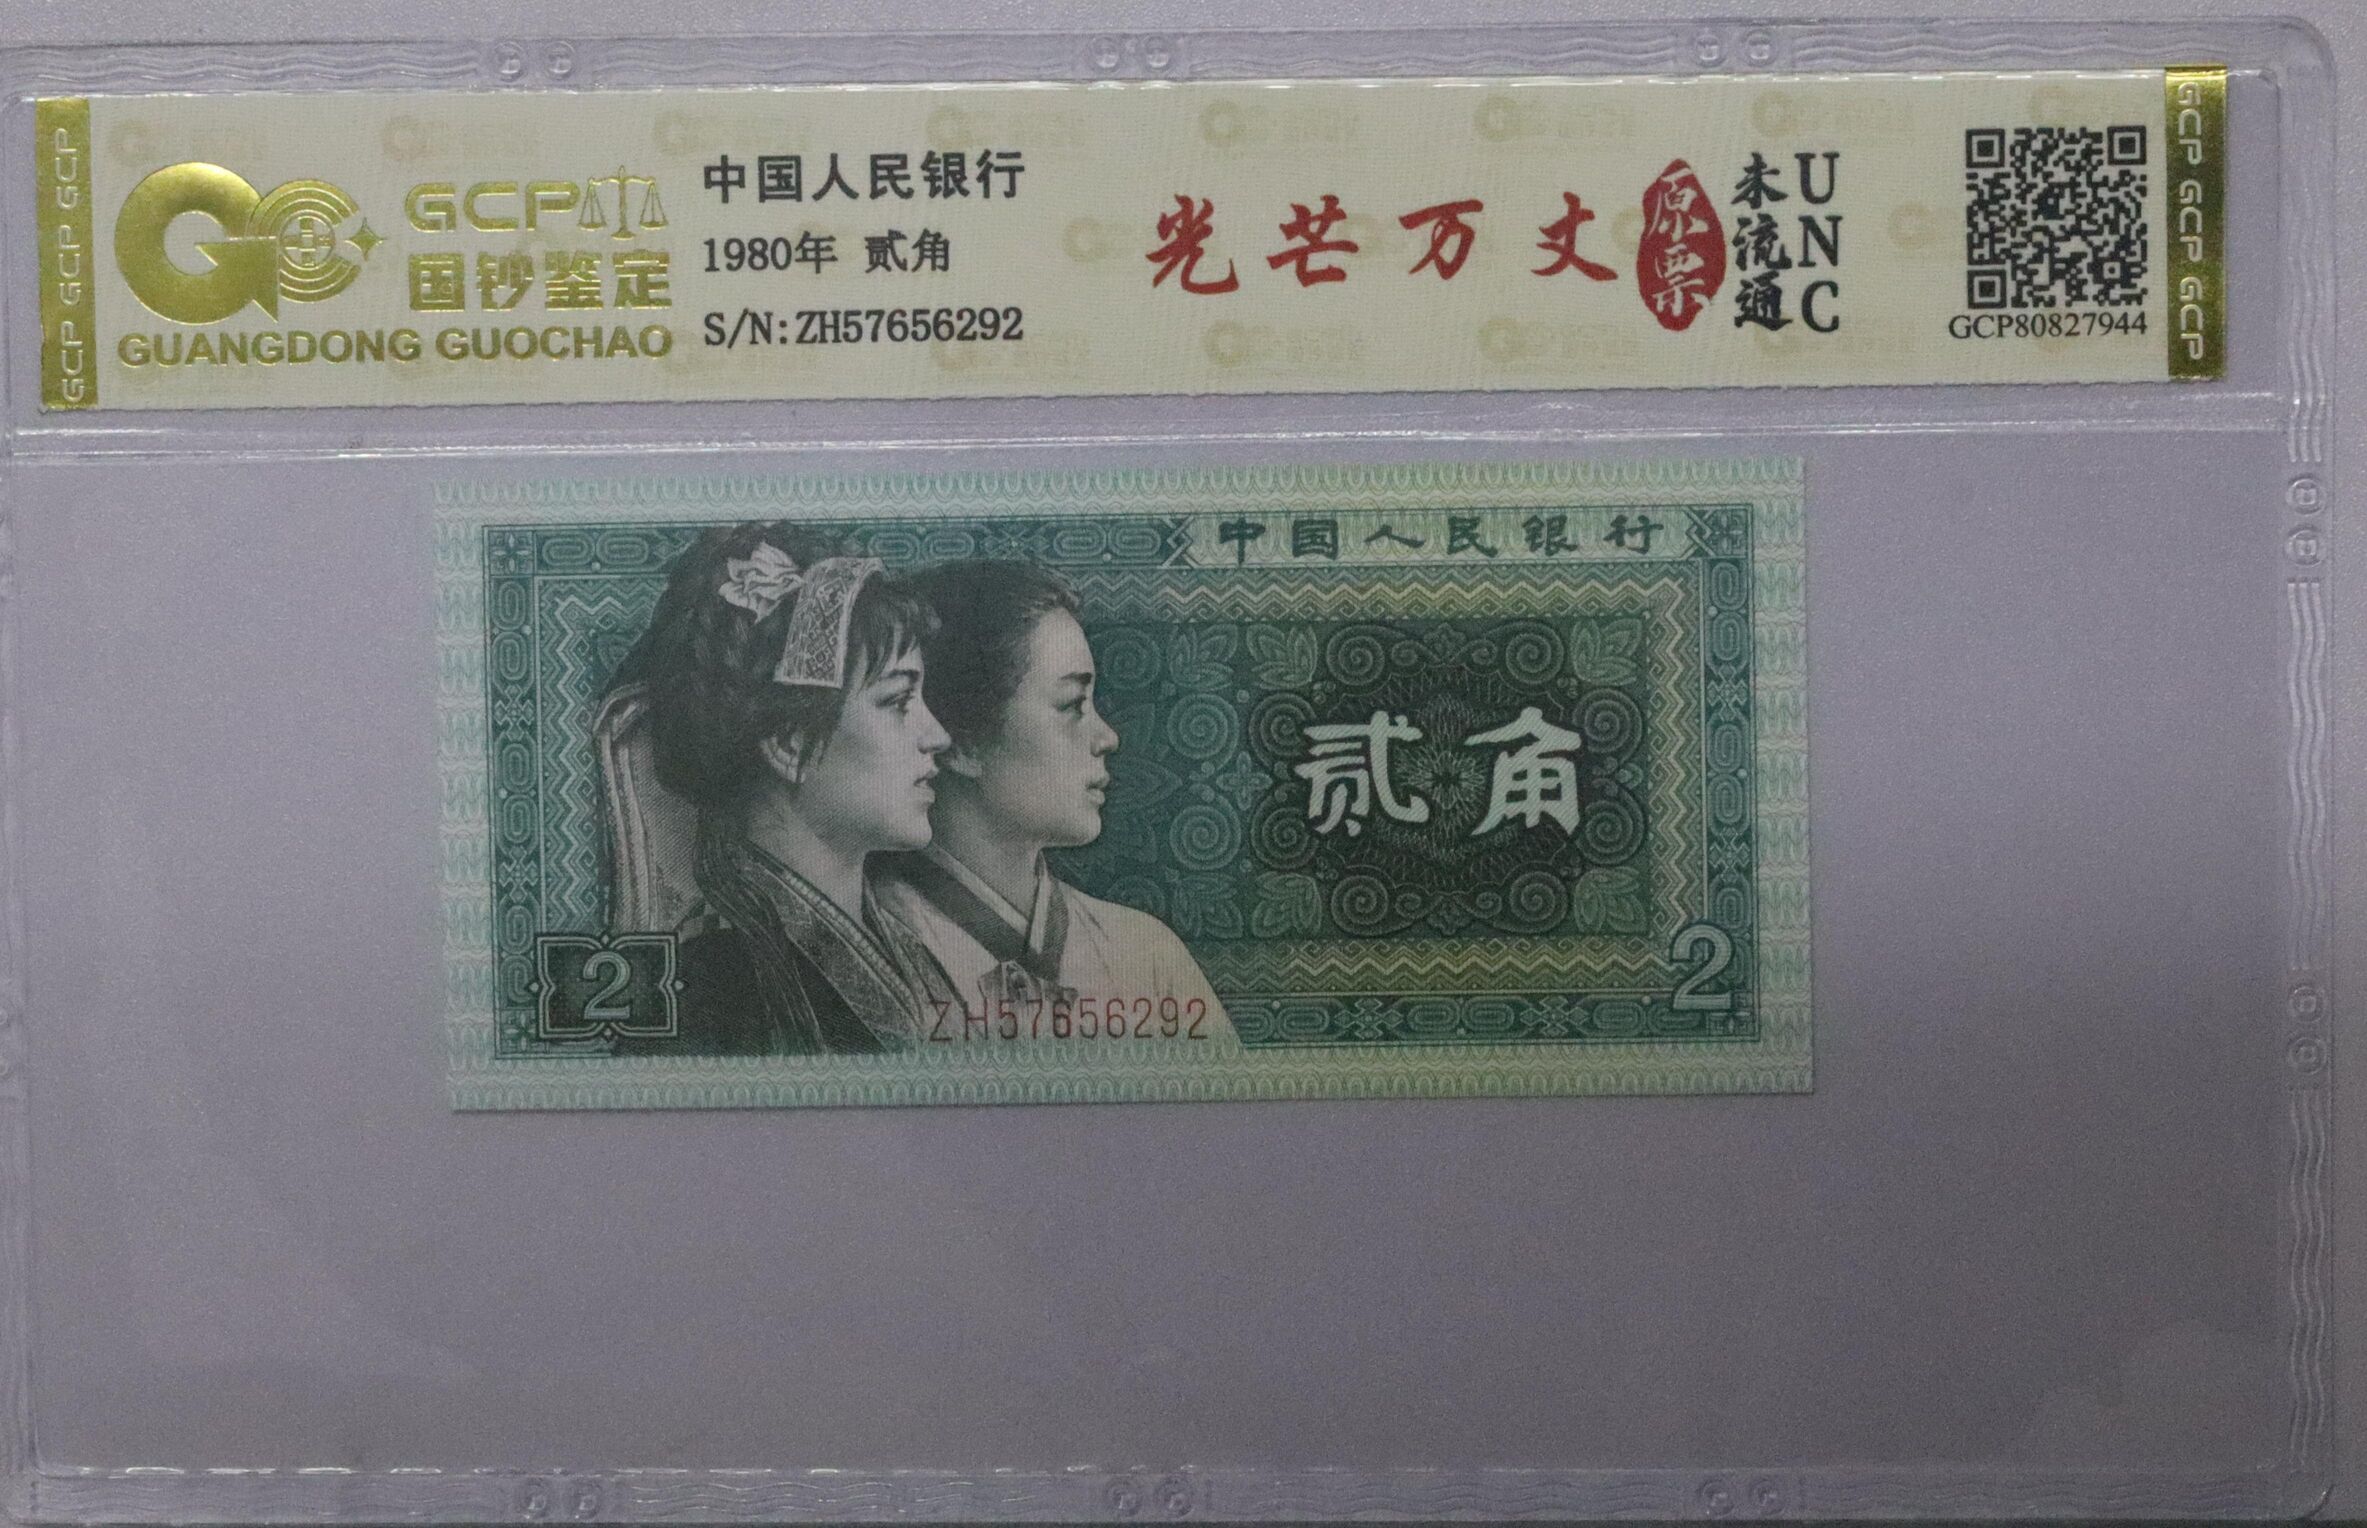 GCP GCP GCP
GCP
国钞鉴定
GUANGDONG GUOCHAO
中国人民银行
1980年 贰角
S/N:ZH57656292
光芒万丈
原票
未流通
UNC
GCP80827944
GCP GCP GCP
中国人民银行
贰角
2
2
ZH57656292